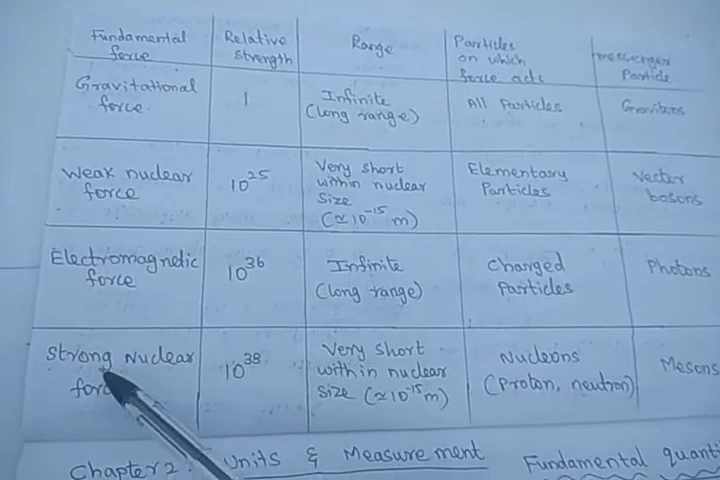 Fundamental force | Relative Strength | Range | Particles on which force acts | messenger Particle
Gravitational force | 1 | Infinite (Long range) | All Particles | Gravitons
Weak nuclear force | 10^25 | Very short within nuclear Size (≃10^-15 m) | Elementary Particles | Vector bosons
Electromagnetic force | 10^36 | Infinite (Long range) | Charged Particles | Photons
Strong Nuclear forc | 10^38 | Very short within nuclear Size (≃10^-15 m) | Nucleons (Proton, neutron) | Mesons
Chapter 2. Units & Measurement Fundamental quanti